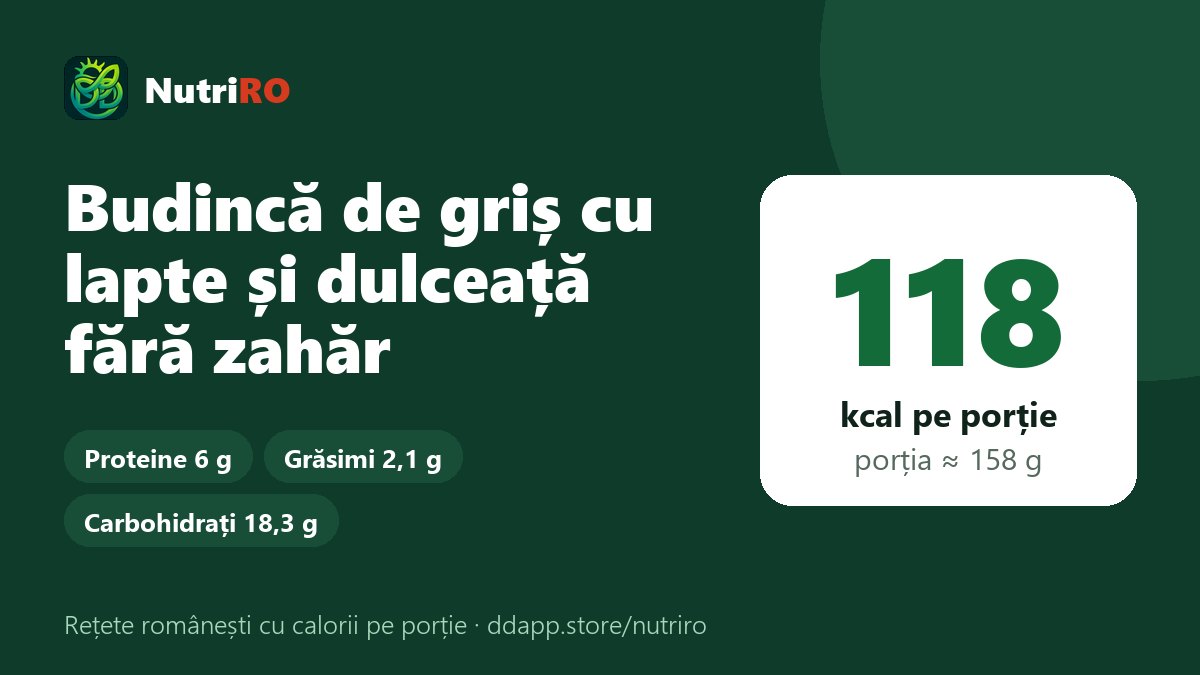 NutriRO
Budincă de griș cu
lapte și dulceață
fără zahăr
Proteine 6 g
Grăsimi 2,1 g
Carbohidrați 18,3 g
118
kcal pe porție
porția ≈ 158 g
Rețete românești cu calorii pe porție · ddapp.store/nutriro